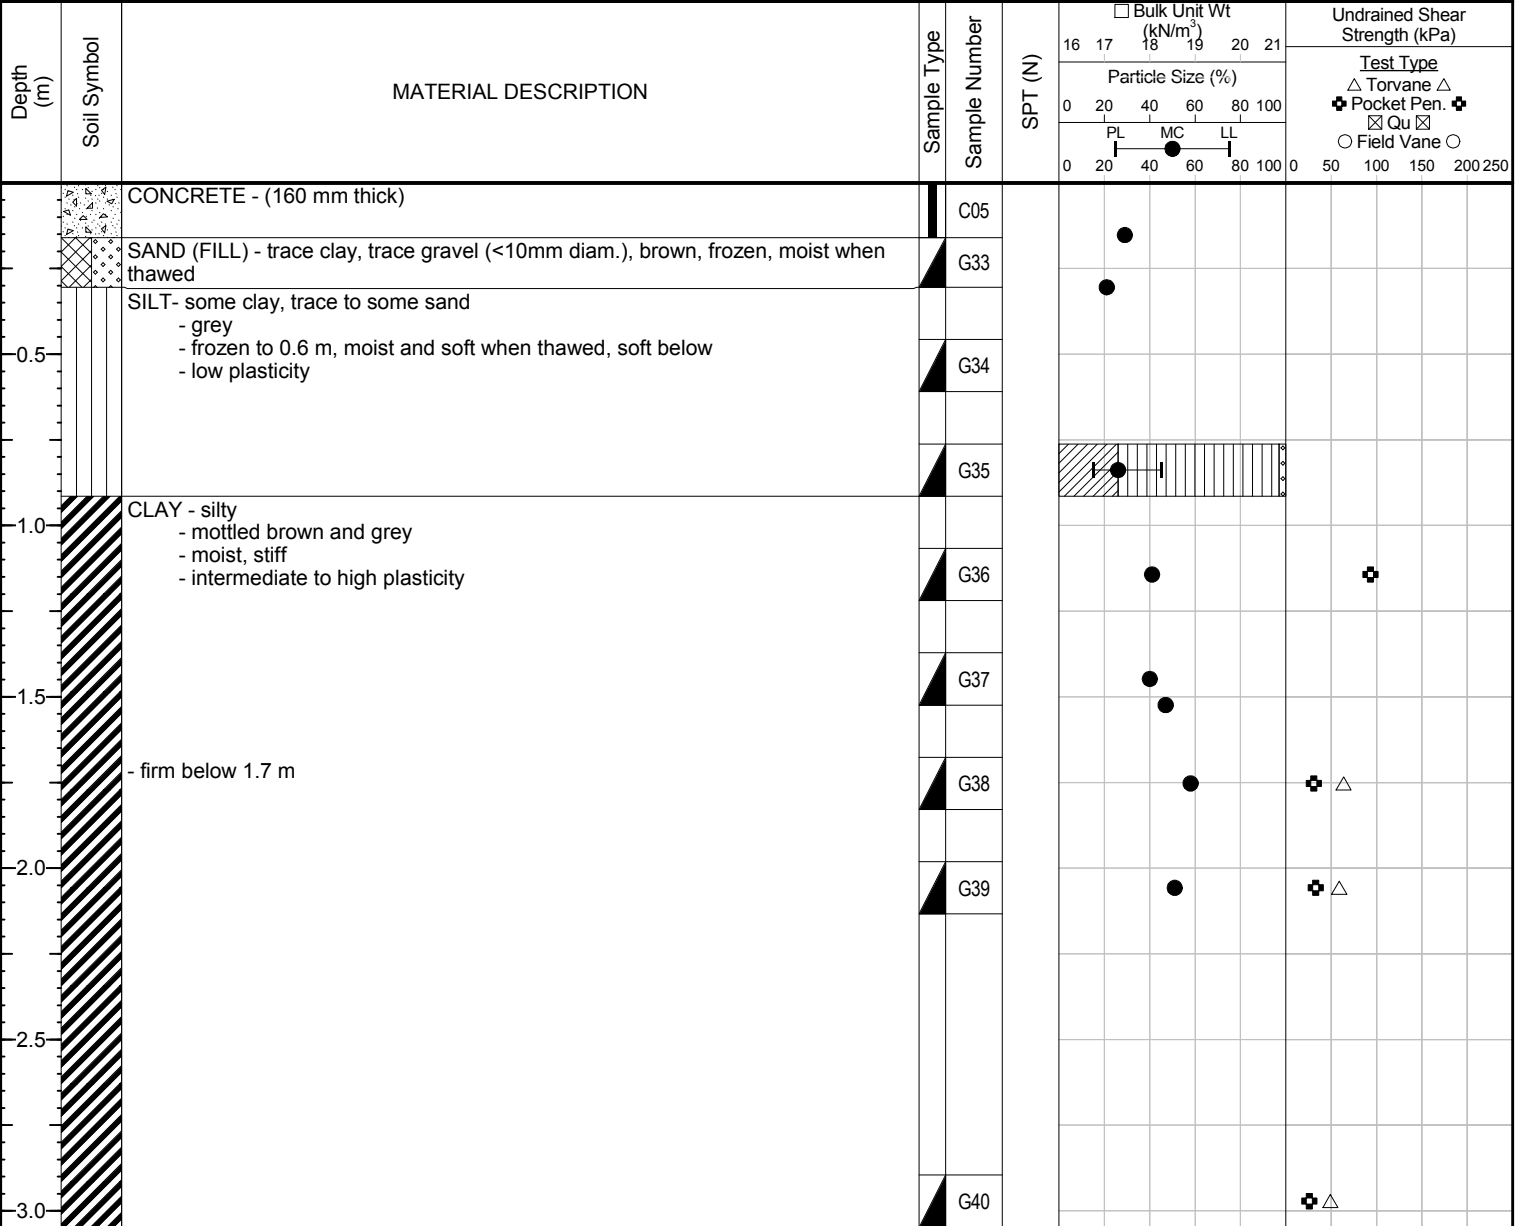 Depth
(m)
Soil Symbol
MATERIAL DESCRIPTION
Sample Type
Sample Number
SPT (N)
□ Bulk Unit Wt
(kN/m³)
16 17 18 19 20 21
Particle Size (%)
0 20 40 60 80 100
PL MC LL
0 20 40 60 80 100
Undrained Shear
Strength (kPa)
Test Type
△ Torvane △
✚ Pocket Pen. ✚
☒ Qu ☒
○ Field Vane ○
0 50 100 150 200 250
CONCRETE - (160 mm thick)
C05
SAND (FILL) - trace clay, trace gravel (<10mm diam.), brown, frozen, moist when
thawed
G33
SILT- some clay, trace to some sand
- grey
- frozen to 0.6 m, moist and soft when thawed, soft below
- low plasticity
0.5
G34
G35
CLAY - silty
- mottled brown and grey
- moist, stiff
- intermediate to high plasticity
1.0
G36
G37
1.5
- firm below 1.7 m
G38
2.0
G39
2.5
G40
3.0